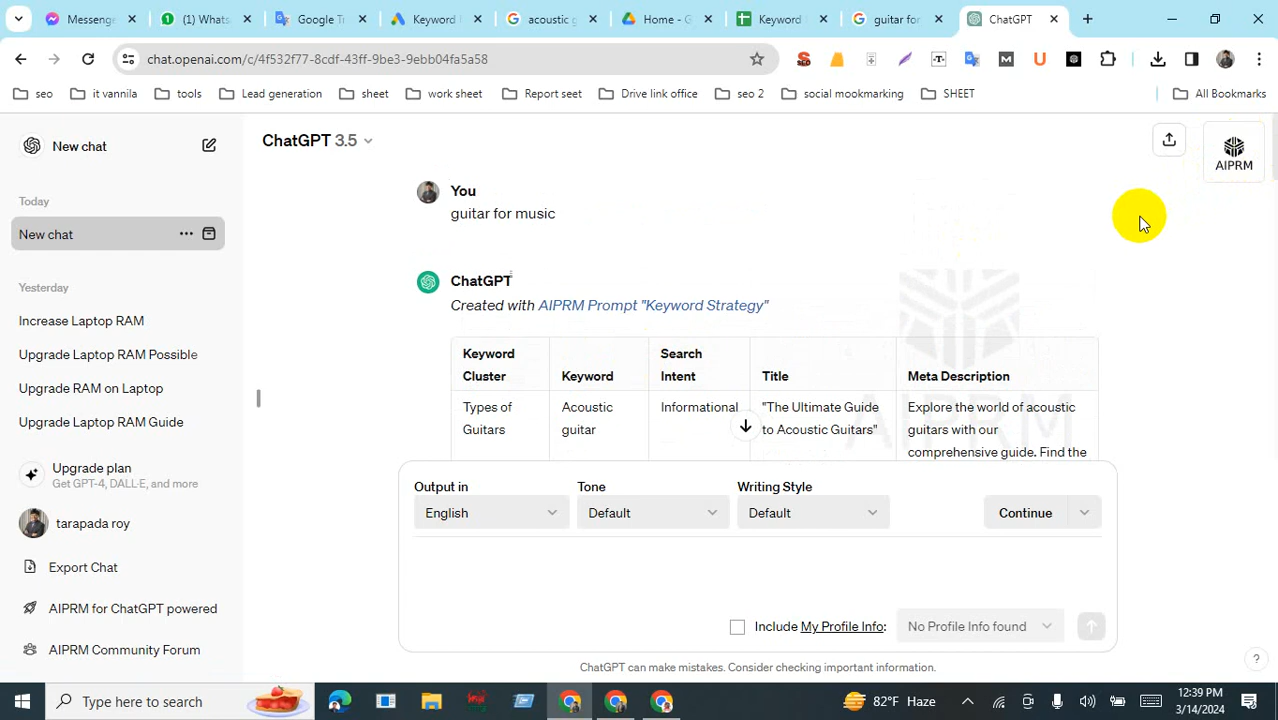 Messenge
(1) Whats
Google Tr
Keyword
acoustic g
Home - G
Keyword
guitar for
ChatGPT
chat.openai.com/c/4f532f77-8cdf-43ff-9be3-9ebb04fa5a58
seo
it vannila
tools
Lead generation
sheet
work sheet
Report seet
Drive link office
seo 2
social mookmarking
SHEET
All Bookmarks
New chat
ChatGPT 3.5
AIPRM
Today
New chat
Yesterday
Increase Laptop RAM
Upgrade Laptop RAM Possible
Upgrade RAM on Laptop
Upgrade Laptop RAM Guide
Upgrade plan
Get GPT-4, DALL-E, and more
tarapada roy
Export Chat
AIPRM for ChatGPT powered
AIPRM Community Forum
You
guitar for music
ChatGPT
Created with AIPRM Prompt "Keyword Strategy"
Keyword Cluster
Keyword
Search Intent
Title
Meta Description
Types of Guitars
Acoustic guitar
Informational
"The Ultimate Guide
to Acoustic Guitars"
Explore the world of acoustic
guitars with our
comprehensive guide. Find the
AIPRM
Output in
Tone
Writing Style
English
Default
Default
Continue
Include My Profile Info:
No Profile Info found
ChatGPT can make mistakes. Consider checking important information.
?
Type here to search
82°F Haze
12:39 PM
3/14/2024